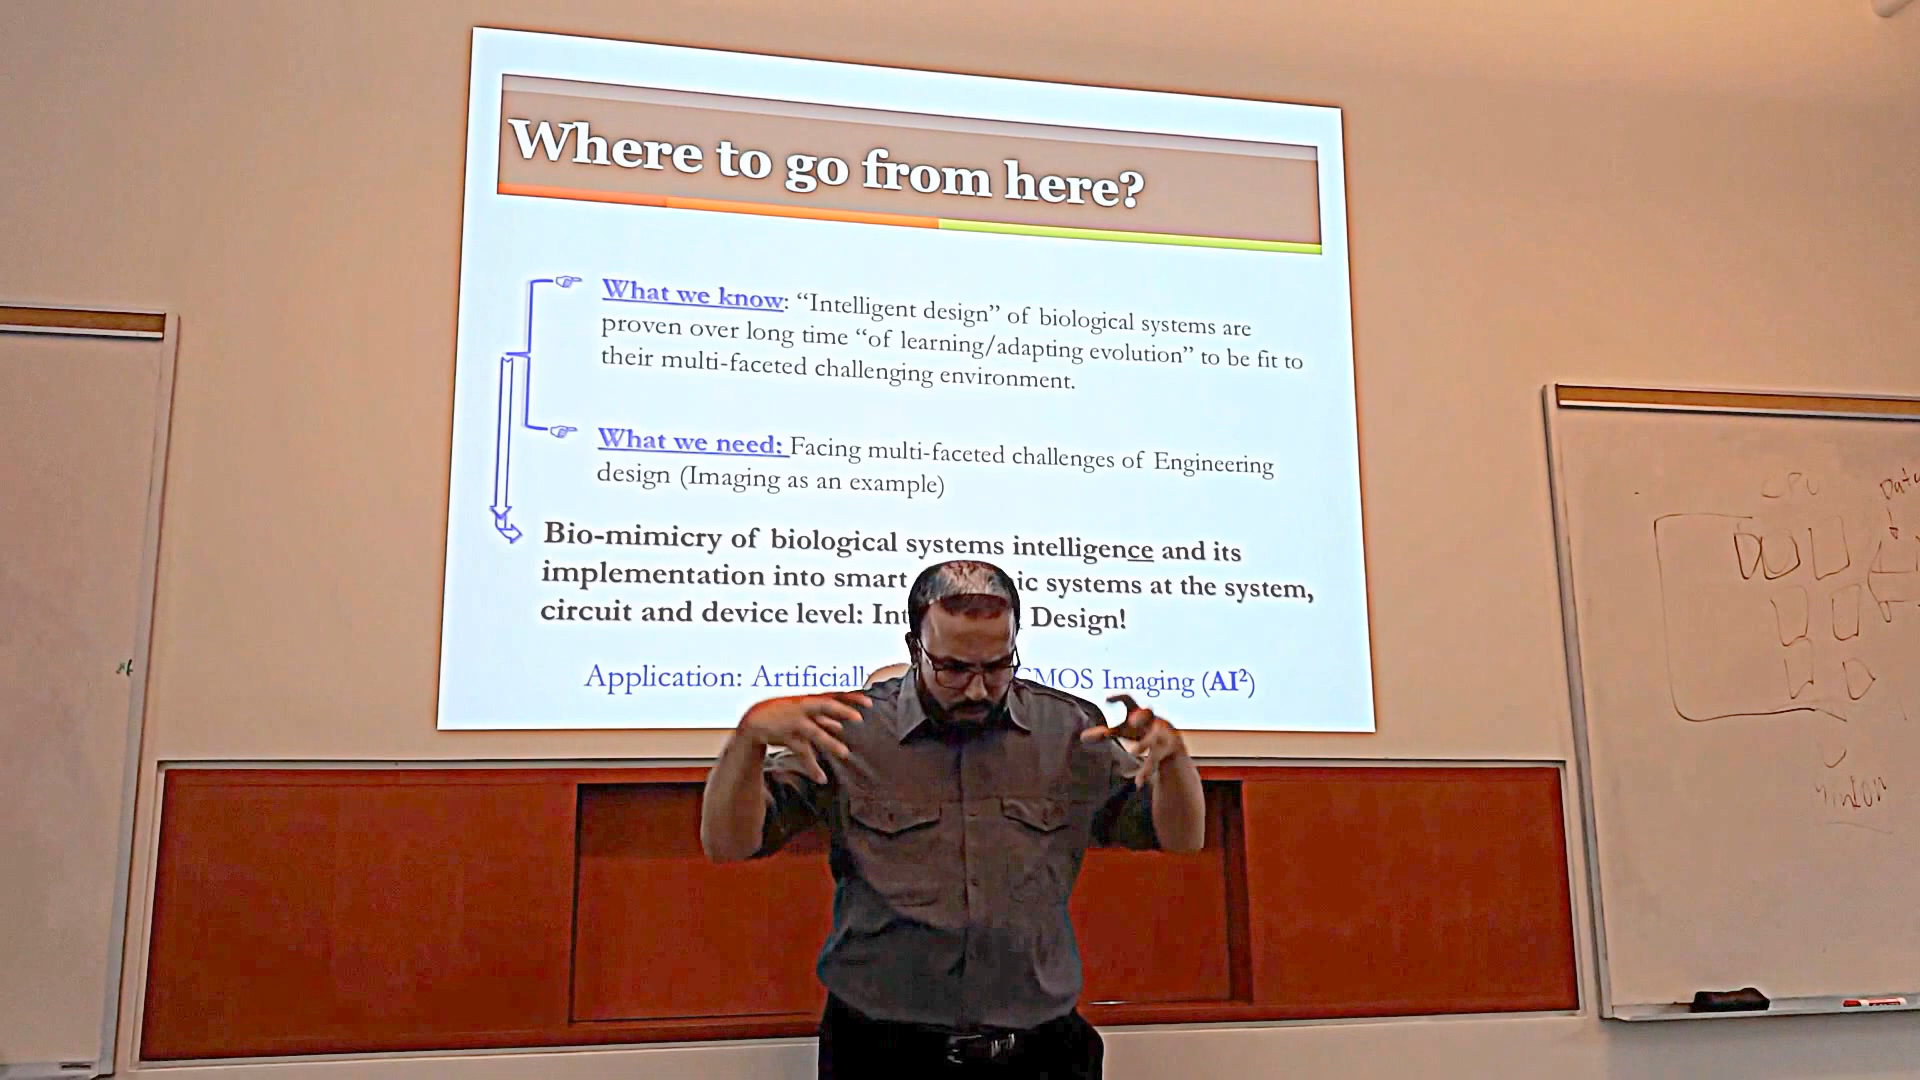 Where to go from here?
What we know: “Intelligent design” of biological systems are
proven over long time “of learning/adapting evolution” to be fit to
their multi-faceted challenging environment.
What we need: Facing multi-faceted challenges of Engineering
design (Imaging as an example)
Bio-mimicry of biological systems intelligence and its
implementation into smart ic systems at the system,
circuit and device level: Int Design!
Application: Artificiall CMOS Imaging (AI²)
CPU
Data